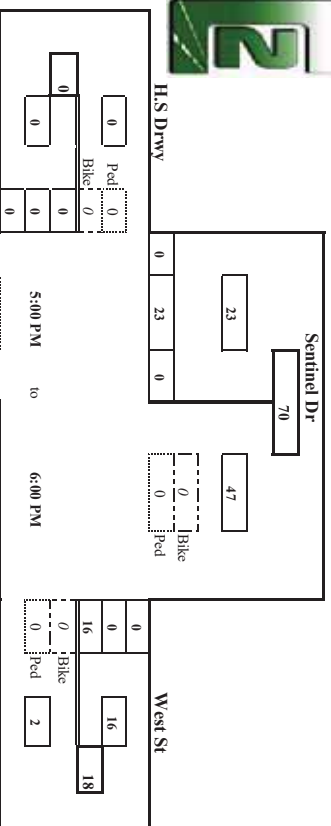 Sentinel Dr
70
23 47
0 Bike
H.S Drwy 0 23 0 0 Ped West St
0
0 Ped 0 0 16
Bike 0 16 18
0 0 0 Bike
0 0 5:00 PM to 6:00 PM 0 Ped 2
0
N